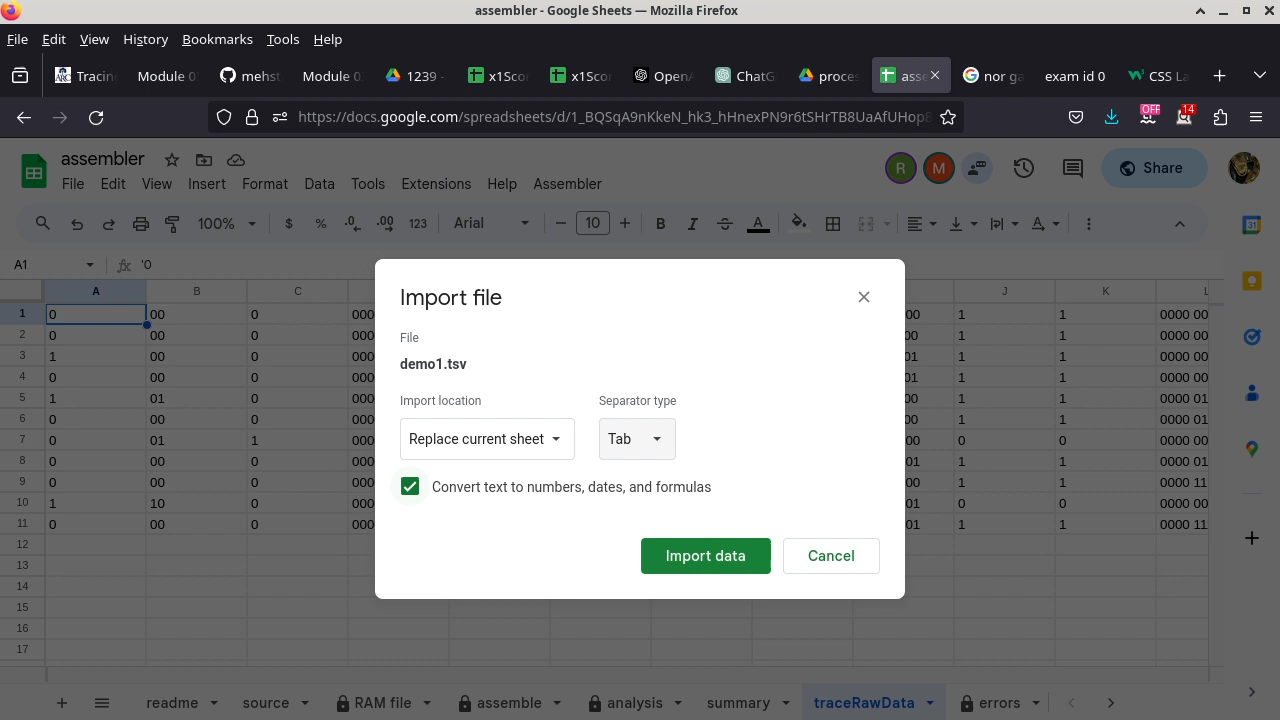 assembler - Google Sheets — Mozilla Firefox
File Edit View History Bookmarks Tools Help
Module 0 mehst Module 0 1239 - x1Sco x1Sco OpenA ChatG proces asse nor ga exam id 0 CSS La
https://docs.google.com/spreadsheets/d/1_BQSqA9nKkeN_hk3_hHnexPN9r6tSHrTB8UaAfUHop8 OFF 14
assembler
R M Share
File Edit View Insert Format Data Tools Extensions Help Assembler
100% $ % .0 .00 123 Arial 10 B I A
A1 fx '0
A B C J K L
1 0 00 0 000 00 1 1 0000 00
2 0 00 0 000 00 1 1 0000 00
3 1 00 0 000 01 1 1 0000 00
4 0 00 0 000 00 1 1 0000 01
5 1 01 0 000 00 1 1 0000 01
6 0 00 0 000 00 1 1 0000 01
7 0 01 1 000 00 0 0 0000 00
8 0 00 0 000 01 1 1 0000 01
9 0 00 0 000 00 1 1 0000 11
10 1 10 0 000 01 0 0 0000 00
11 0 00 0 000 01 1 1 0000 11
12
13
14
15
16
17
Import file
File
demo1.tsv
Import location Separator type
Replace current sheet Tab
Convert text to numbers, dates, and formulas
Import data Cancel
readme source RAM file assemble analysis summary traceRawData errors